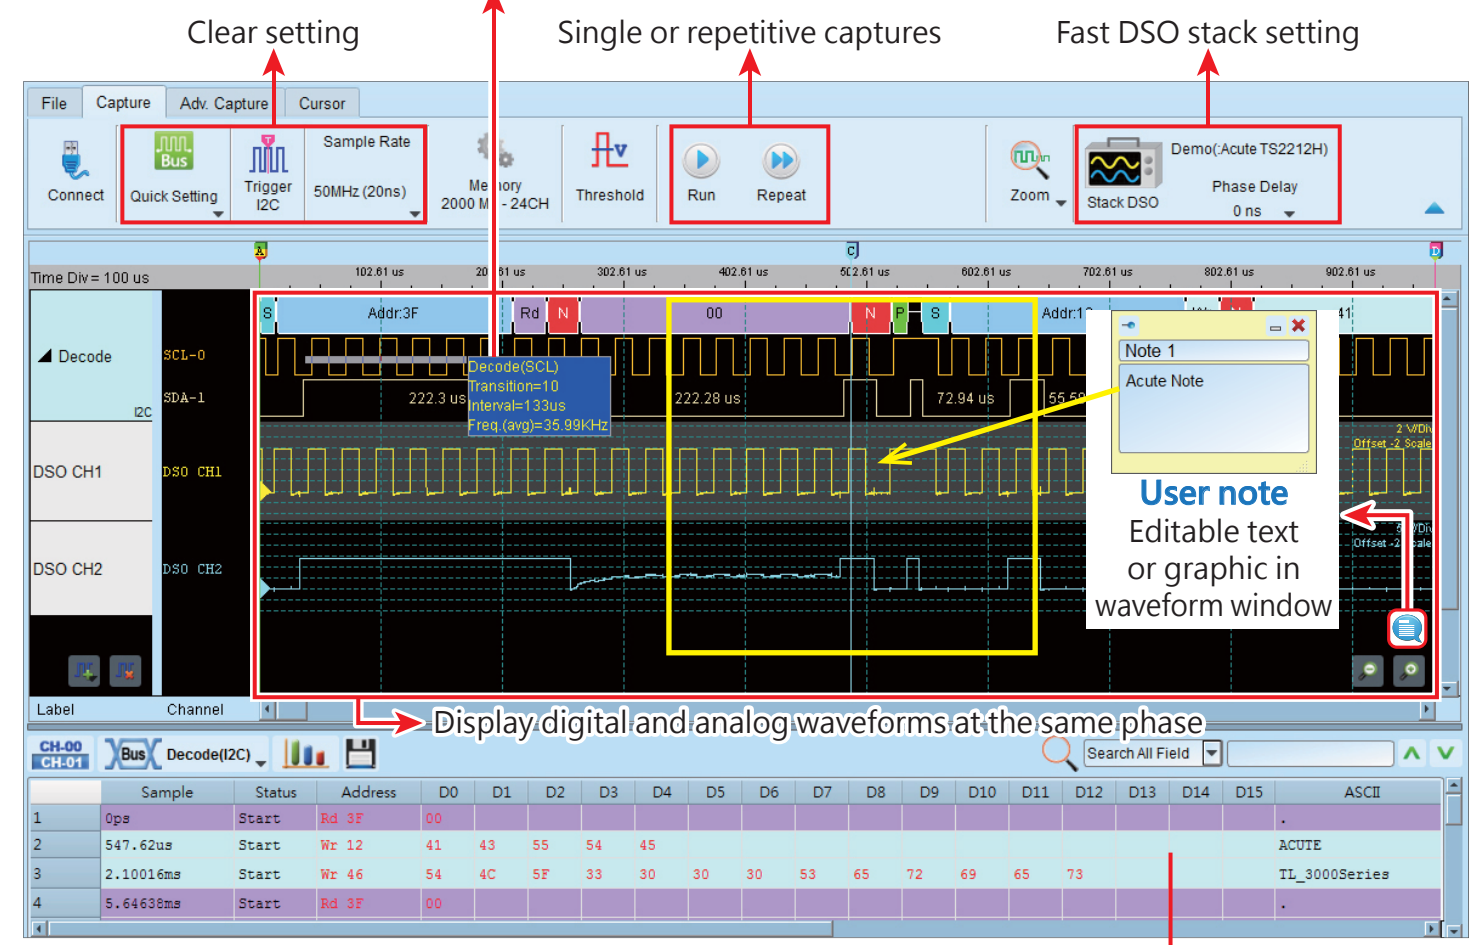 Clear setting
Single or repetitive captures
Fast DSO stack setting
File
Capture
Adv. Capture
Cursor
Connect
Bus
Quick Setting
Trigger
I2C
Sample Rate
50MHz (20ns)
Memory
24CH
Threshold
Run
Repeat
Zoom
Stack DSO
Demo(:Acute TS2212H)
Phase Delay
0 ns
A
C
D
Time Div = 100 us
102.61 us
302.61 us
402.61 us
602.61 us
702.61 us
802.61 us
902.61 us
S
Addr:3F
Rd
N
00
N
P
S
41
Decode
I2C
SCL-0
SDA-1
222.3 us
222.28 us
72.94 us
Decode(SCL)
Transition=10
Interval=133us
Freq.(avg)=35.99KHz
Note 1
Acute Note
User note
Editable text
or graphic in
waveform window
DSO CH1
DSO CH1
Offset -2 Scale
DSO CH2
DSO CH2
Label
Channel
Display digital and analog waveforms at the same phase
CH-00
CH-01
Bus
Decode(I2C)
Search All Field
Sample Status Address D0 D1 D2 D3 D4 D5 D6 D7 D8 D9 D10 D11 D12 D13 D14 D15 ASCII
1 0ps Start Rd 3F 00 .
2 547.62us Start Wr 12 41 43 55 54 45 ACUTE
3 2.10016ms Start Wr 46 54 4C 5F 33 30 30 30 53 65 72 69 65 73 TL_3000Series
4 5.64638ms Start Rd 3F 00 .